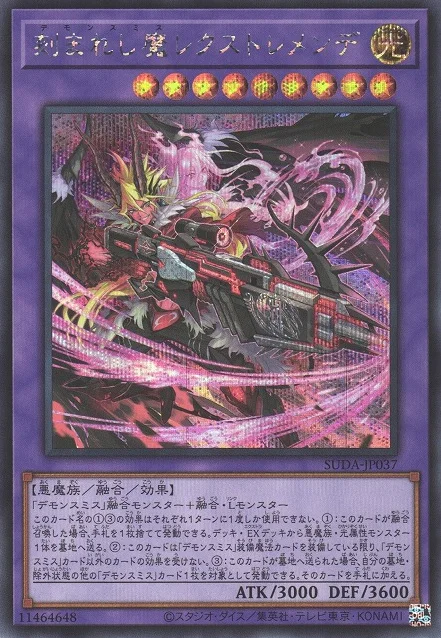 デモンスミス
刻まれし魔レクストレメンデ
光
SUDA-JP037
【悪魔族/融合/効果】
「デモンスミス」融合モンスター+融合・Lモンスター
このカード名の①③の効果はそれぞれ1ターンに1度しか使用できない。①:このカードが融合
召喚した場合、手札を1枚捨てて発動できる。デッキ・EXデッキから悪魔族・光属性モンスター
1体を墓地へ送る。②:このカードは「デモンスミス」装備魔法カードを装備している限り、「デモン
スミス」カード以外のカードの効果を受けない。③:このカードが墓地へ送られた場合、自分の墓地・
除外状態の他の「デモンスミス」カード1枚を対象として発動できる。そのカードを手札に加える。
ATK/3000 DEF/3600
11464648
©スタジオ・ダイス/集英社・テレビ東京・KONAMI